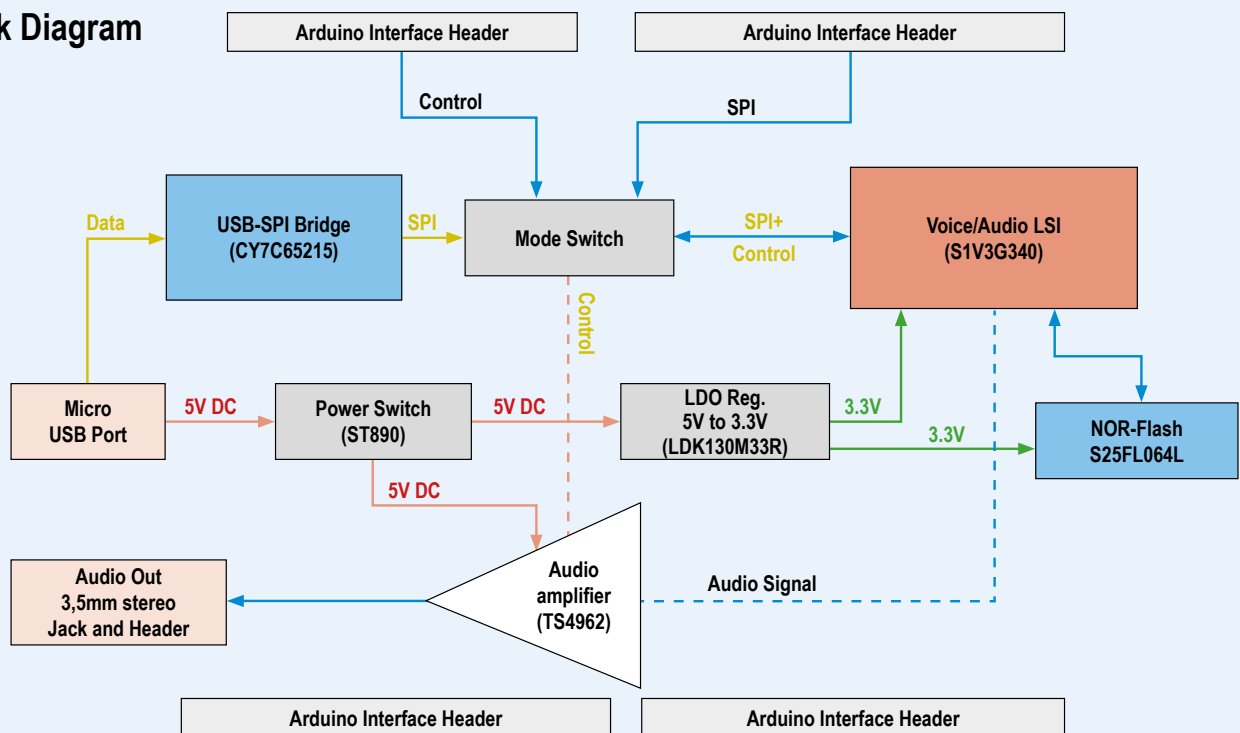 k Diagram
Arduino Interface Header
Arduino Interface Header
Control
SPI
Data
USB-SPI Bridge
(CY7C65215)
SPI
Mode Switch
SPI+
Control
Voice/Audio LSI
(S1V3G340)
Control
Micro
USB Port
5V DC
Power Switch
(ST890)
5V DC
LDO Reg.
5V to 3.3V
(LDK130M33R)
3.3V
3.3V
NOR-Flash
S25FL064L
5V DC
Audio Out
3,5mm stereo
Jack and Header
Audio
amplifier
(TS4962)
Audio Signal
Arduino Interface Header
Arduino Interface Header